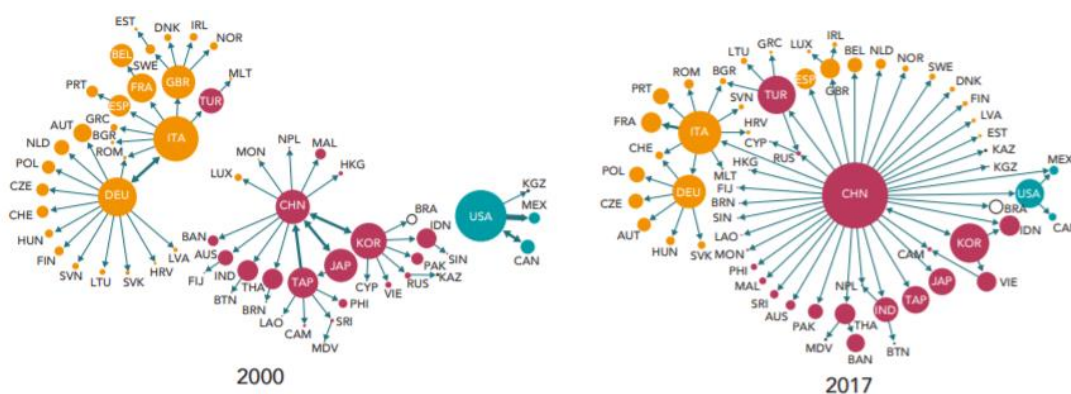 EST
DNK
IRL
NOR
BEL
SWE
GBR
MLT
PRT
FRA
ESP
TUR
GRC
AUT
BGR
ITA
NLD
ROM
POL
DEU
CZE
CHE
HUN
FIN
SVN
LTU
SVK
HRV
LVA
NPL
MON
MAL
HKG
LUX
CHN
BAN
AUS
FIJ
IND
BTN
THA
BRN
LAO
TAP
CAM
SRI
MDV
PHI
JAP
KOR
BRA
IDN
SIN
PAK
KAZ
RUS
VIE
CYP
USA
KGZ
MEX
CAN
2000
GRC
LTU
ROM
BGR
PRT
SVN
TUR
FRA
ITA
HRV
CHE
CYP
RUS
POL
DEU
MLT
CZE
AUT
HUN
SVK
LUX
IRL
ESP
GBR
BEL
NLD
NOR
SWE
DNK
FIN
LVA
EST
KAZ
KGZ
MEX
USA
BRA
CAN
IDN
KOR
CAM
VIE
CHN
HKG
FIJ
BRN
SIN
LAO
MON
PHI
MAL
SRI
AUS
PAK
MDV
NPL
THA
BAN
IND
BTN
TAP
JAP
2017